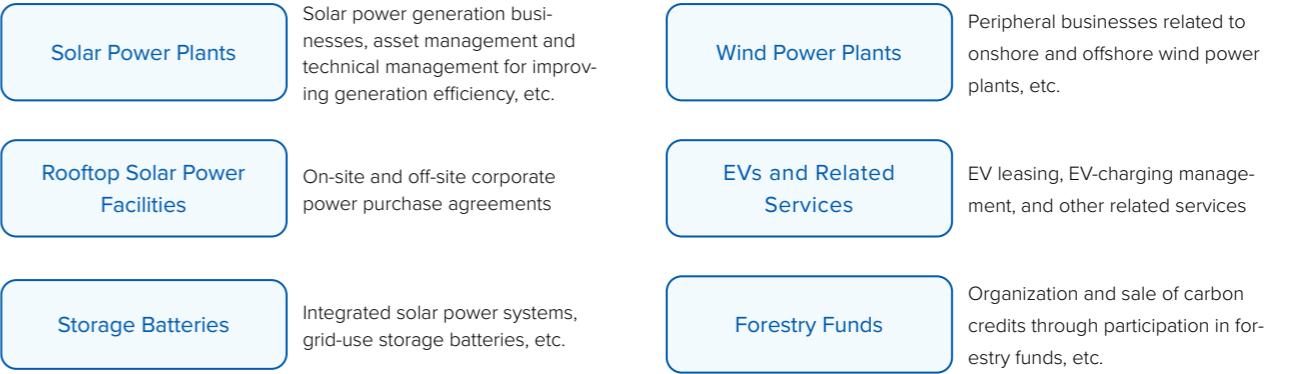 Solar Power Plants
Solar power generation busi-
nesses, asset management and
technical management for improv-
ing generation efficiency, etc.
Wind Power Plants
Peripheral businesses related to
onshore and offshore wind power
plants, etc.
Rooftop Solar Power
Facilities
On-site and off-site corporate
power purchase agreements
EVs and Related
Services
EV leasing, EV-charging manage-
ment, and other related services
Storage Batteries
Integrated solar power systems,
grid-use storage batteries, etc.
Forestry Funds
Organization and sale of carbon
credits through participation in for-
estry funds, etc.